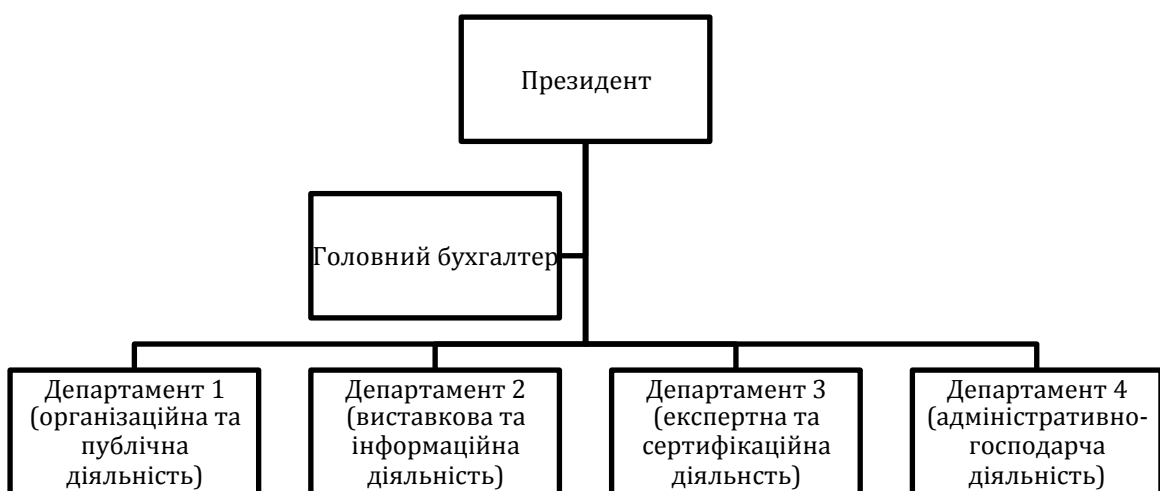 Президент
Головний бухгалтер
Департамент 1
(організаційна та
публічна
діяльність)
Департамент 2
(виставкова та
інформаційна
діяльність)
Департамент 3
(експертна та
сертифікаційна
діяльнсть)
Департамент 4
(адміністративно-
господарча
діяльність)